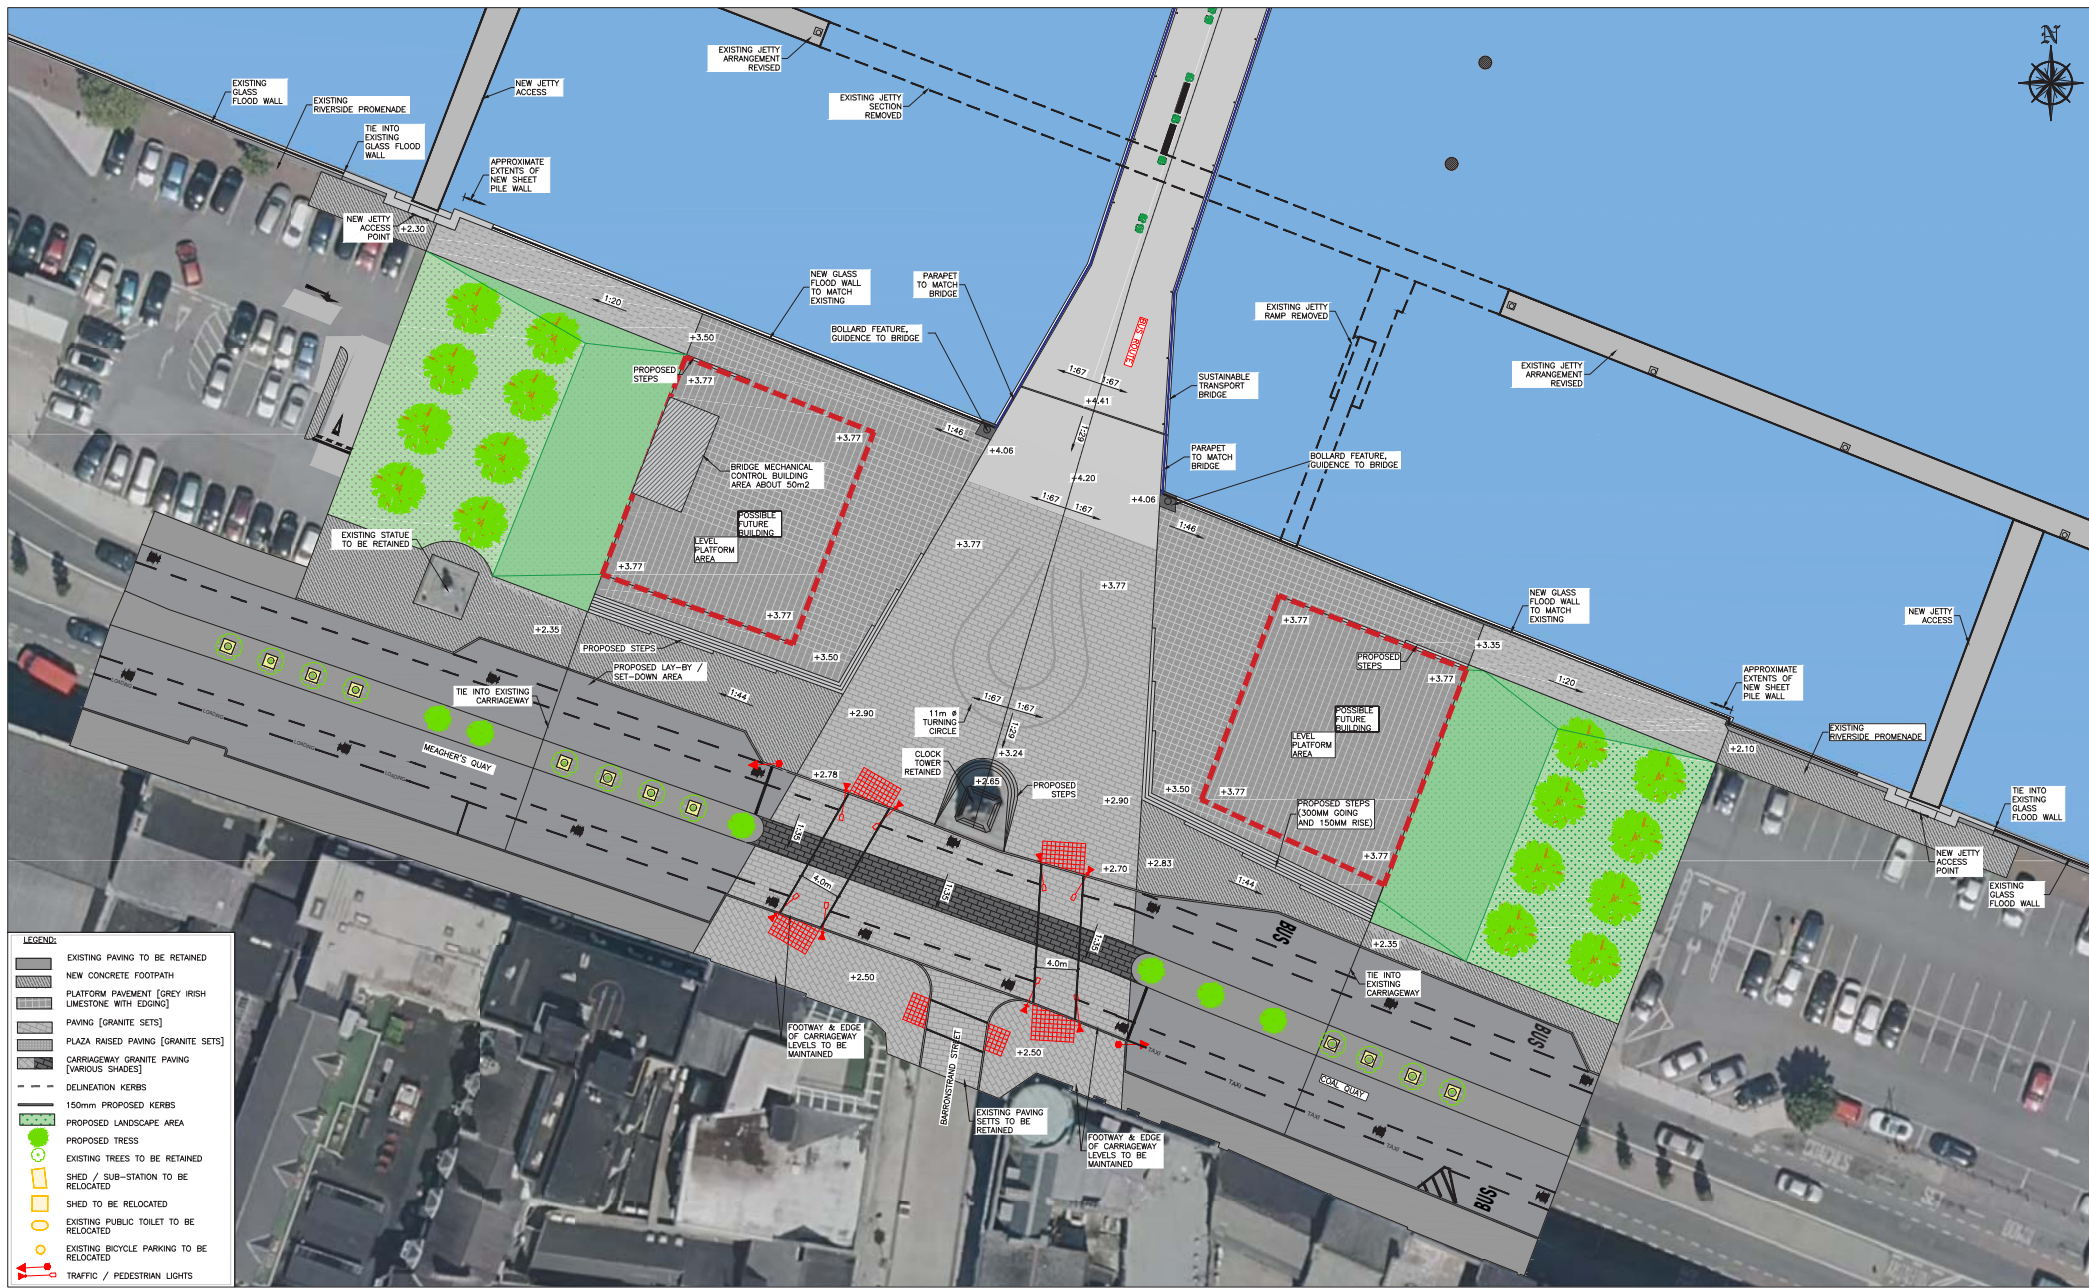 N
EXISTING JETTY
ARRANGEMENT
REVISED
EXISTING
GLASS
FLOOD WALL
NEW JETTY
ACCESS
EXISTING
RIVERSIDE PROMENADE
EXISTING JETTY
SECTION
REMOVED
TIE INTO
EXISTING
GLASS FLOOD
WALL
APPROXIMATE
EXTENTS OF
NEW SHEET
PILE WALL
NEW JETTY
ACCESS
POINT
+2.30
1:20
NEW GLASS
FLOOD WALL
TO MATCH
EXISTING
PARAPET
TO MATCH
BRIDGE
BOLLARD FEATURE,
GUIDENCE TO BRIDGE
EXISTING JETTY
RAMP REMOVED
BUS ROUTE
+3.50
PROPOSED
STEPS
+3.77
1:67
1:67
+4.41
SUSTAINABLE
TRANSPORT
BRIDGE
EXISTING JETTY
ARRANGEMENT
REVISED
+3.77
1:46
1:29
+4.06
PARAPET
TO MATCH
BRIDGE
BOLLARD FEATURE,
GUIDENCE TO BRIDGE
BRIDGE MECHANICAL
CONTROL BUILDING
AREA ABOUT 50m2
+4.20
+4.06
1:67
1:67
1:46
POSSIBLE
FUTURE
BUILDING
LEVEL
PLATFORM
AREA
EXISTING STATUE
TO BE RETAINED
+3.77
+3.77
+3.77
+3.77
NEW GLASS
FLOOD WALL
TO MATCH
EXISTING
NEW JETTY
ACCESS
+3.77
+2.35
PROPOSED STEPS
+3.50
PROPOSED LAY-BY /
SET-DOWN AREA
+3.35
PROPOSED
STEPS
+3.77
1:20
APPROXIMATE
EXTENTS OF
NEW SHEET
PILE WALL
TIE INTO EXISTING
CARRIAGEWAY
1:44
LOADING
LOADING
LOADING
LOADING
MEAGHER'S QUAY
+2.90
11m ø
TURNING
CIRCLE
1:67
1:67
1:29
POSSIBLE
FUTURE
BUILDING
LEVEL
PLATFORM
AREA
EXISTING
RIVERSIDE PROMENADE
+2.10
CLOCK
TOWER
RETAINED
+3.24
+2.78
+2.65
PROPOSED
STEPS
+3.50
+3.77
+2.90
PROPOSED STEPS
(300MM GOING
AND 150MM RISE)
TIE INTO
EXISTING
GLASS
FLOOD WALL
1:35
+3.77
NEW JETTY
ACCESS
POINT
+2.70
+2.83
4.0m
1:35
1:44
EXISTING
GLASS
FLOOD WALL
BUS
1:35
+2.35
4.0m
+2.50
TIE INTO
EXISTING
CARRIAGEWAY
BUS
FOOTWAY & EDGE
OF CARRIAGEWAY
LEVELS TO BE
MAINTAINED
BARRONSTRAND STREET
+2.50
TAXI
TAXI
TAXI
TAXI
COAL QUAY
EXISTING PAVING
SETTS TO BE
RETAINED
FOOTWAY & EDGE
OF CARRIAGEWAY
LEVELS TO BE
MAINTAINED
BUS
LEGEND:
EXISTING PAVING TO BE RETAINED
NEW CONCRETE FOOTPATH
PLATFORM PAVEMENT [GREY IRISH
LIMESTONE WITH EDGING]
PAVING [GRANITE SETS]
PLAZA RAISED PAVING [GRANITE SETS]
CARRIAGEWAY GRANITE PAVING
[VARIOUS SHADES]
DELINEATION KERBS
150mm PROPOSED KERBS
PROPOSED LANDSCAPE AREA
PROPOSED TRESS
EXISTING TREES TO BE RETAINED
SHED / SUB-STATION TO BE
RELOCATED
SHED TO BE RELOCATED
EXISTING PUBLIC TOILET TO BE
RELOCATED
EXISTING BICYCLE PARKING TO BE
RELOCATED
TRAFFIC / PEDESTRIAN LIGHTS